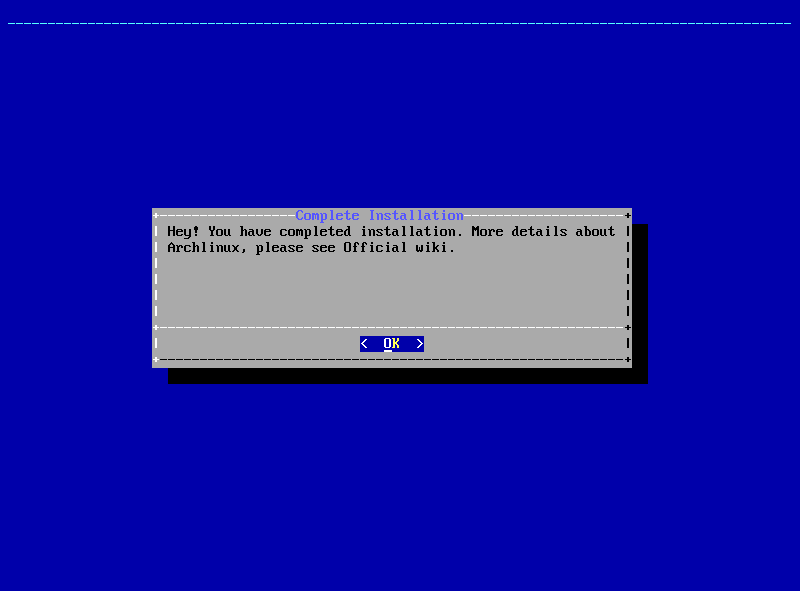 Complete Installation
Hey! You have completed installation. More details about
Archlinux, please see Official wiki.
< OK >